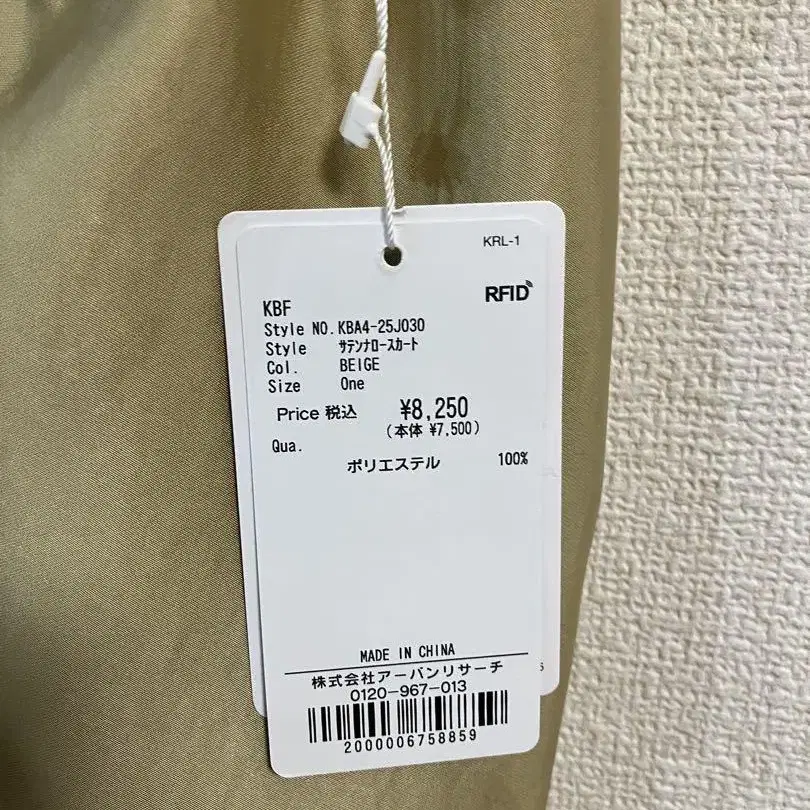 KRL-1
RFID
KBF
Style NO. KBA4-25J030
Style ｻﾃﾝﾅﾛｰｽｶｰﾄ
Col. BEIGE
Size One
Price 税込 ¥8,250
(本体 ¥7,500)
Qua.
ポリエステル 100%
MADE IN CHINA
株式会社アーバンリサーチ
0120-967-013
2000006758859